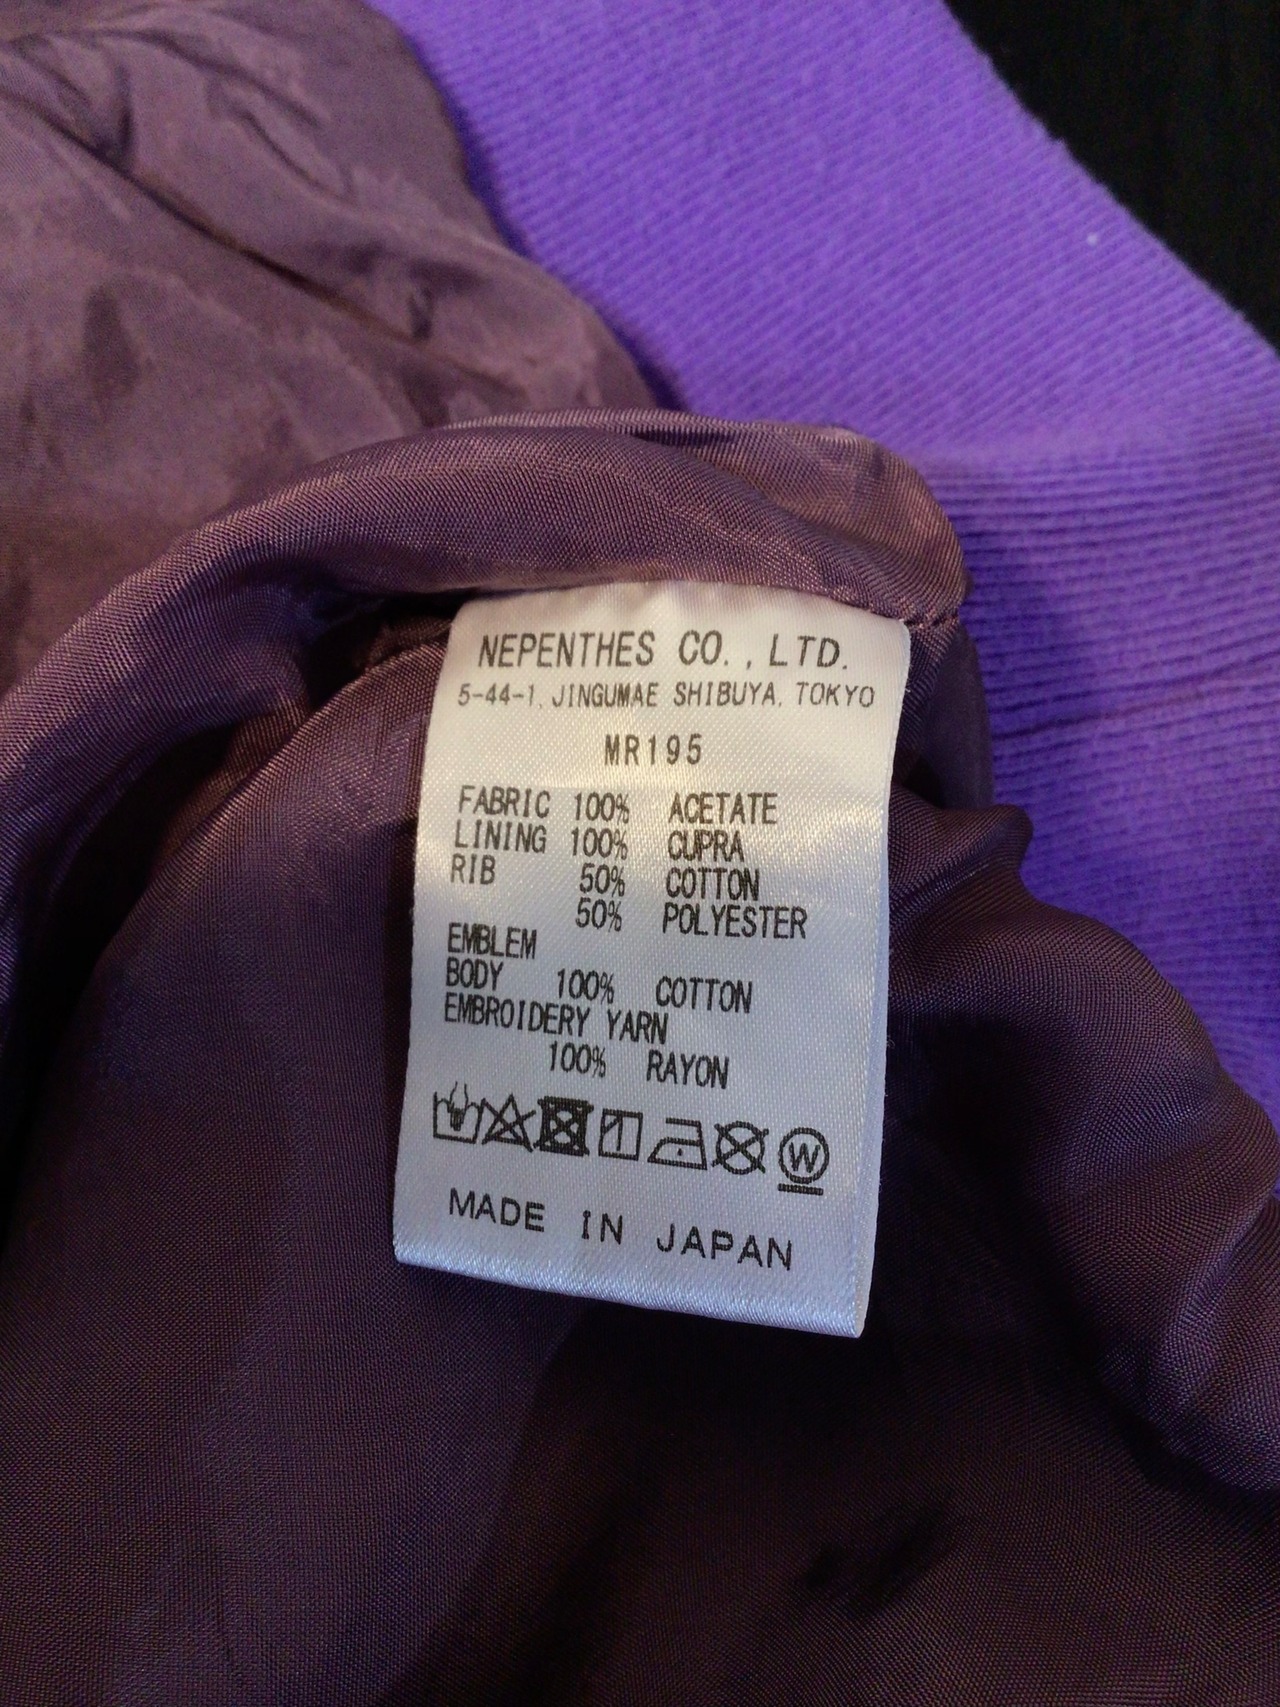 NEPENTHES CO., LTD.
5-44-1, JINGUMAE SHIBUYA, TOKYO
MR195
FABRIC 100% ACETATE
LINING 100% CUPRA
RIB 50% COTTON
50% POLYESTER
EMBLEM
BODY 100% COTTON
EMBROIDERY YARN
100% RAYON
W
MADE IN JAPAN